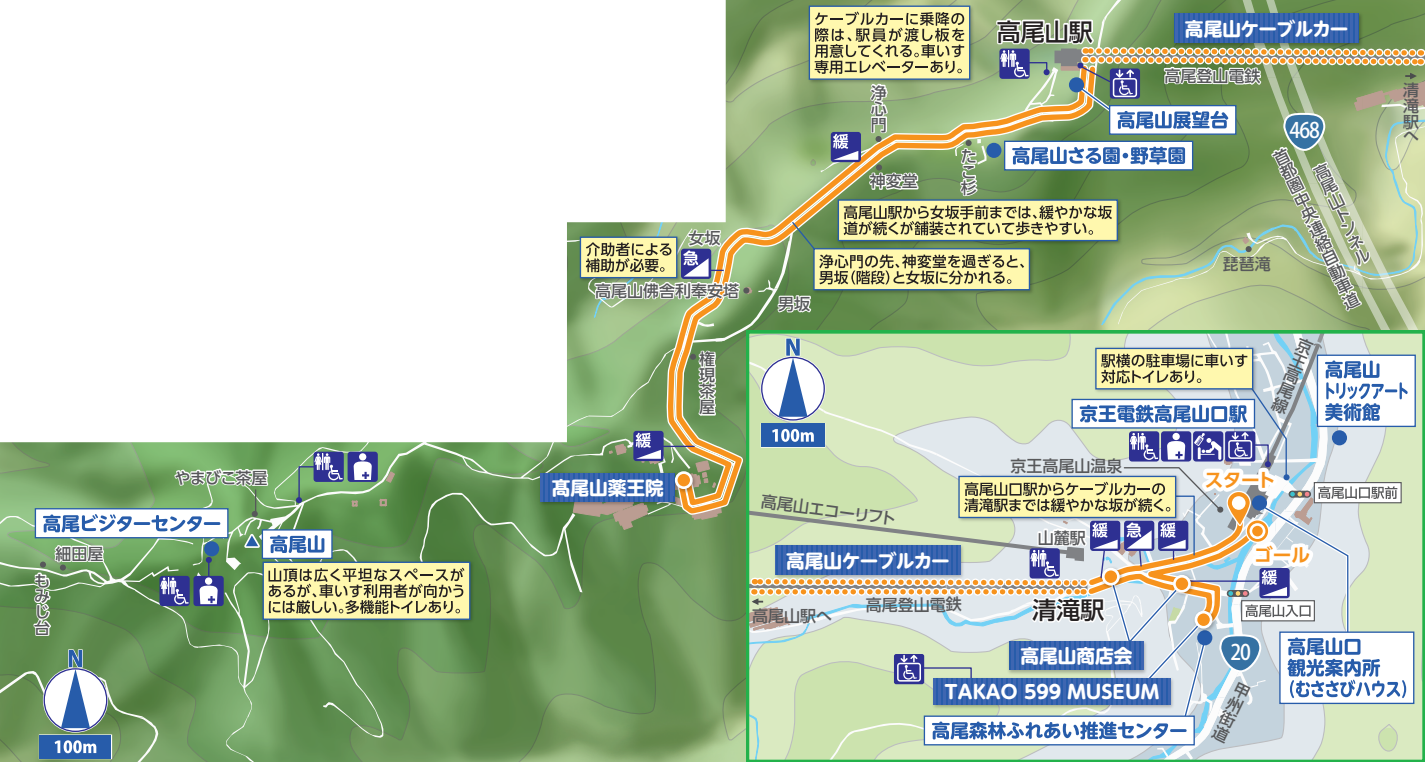 ケーブルカーに乗降の
際は、駅員が渡し板を
用意してくれる。車いす
専用エレベーターあり。
高尾山駅
高尾山ケーブルカー
高尾登山電鉄
→
清滝駅へ
高尾山展望台
468
浄心門
緩
たこ杉
高尾山さる園・野草園
神変堂
高尾山トンネル
首都圏中央連絡自動車道
高尾山駅から女坂手前までは、緩やかな坂
道が続くが舗装されていて歩きやすい。
浄心門の先、神変堂を過ぎると、
男坂(階段)と女坂に分かれる。
琵琶滝
女坂
介助者による
補助が必要。
急
高尾山佛舎利奉安塔
男坂
権現茶屋
緩
髙尾山薬王院
やまびこ茶屋
高尾ビジターセンター
高尾山
細田屋
もみじ台
山頂は広く平坦なスペースが
あるが、車いす利用者が向かう
には厳しい。多機能トイレあり。
N
100m
N
100m
駅横の駐車場に車いす
対応トイレあり。
京王高尾線
高尾山
トリックアート
美術館
京王電鉄高尾山口駅
京王高尾山温泉
スタート
高尾山口駅前
高尾山口駅からケーブルカーの
清滝駅までは緩やかな坂が続く。
高尾山エコーリフト
山麓駅
緩
急
緩
ゴール
高尾山ケーブルカー
緩
高尾山入口
←
高尾山駅へ
高尾登山電鉄
清滝駅
高尾山商店会
20
高尾山口
観光案内所
(むささびハウス)
TAKAO 599 MUSEUM
甲州街道
高尾森林ふれあい推進センター